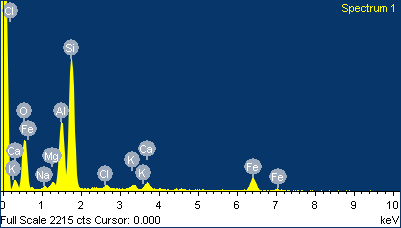 Spectrum 1
Cl
Si
O
Al
Fe
Ca
Ca
Mg
K
Fe
K
Na
Cl
K
Fe
0 1 2 3 4 5 6 7 8 9 10
Full Scale 2215 cts Cursor: 0.000 keV